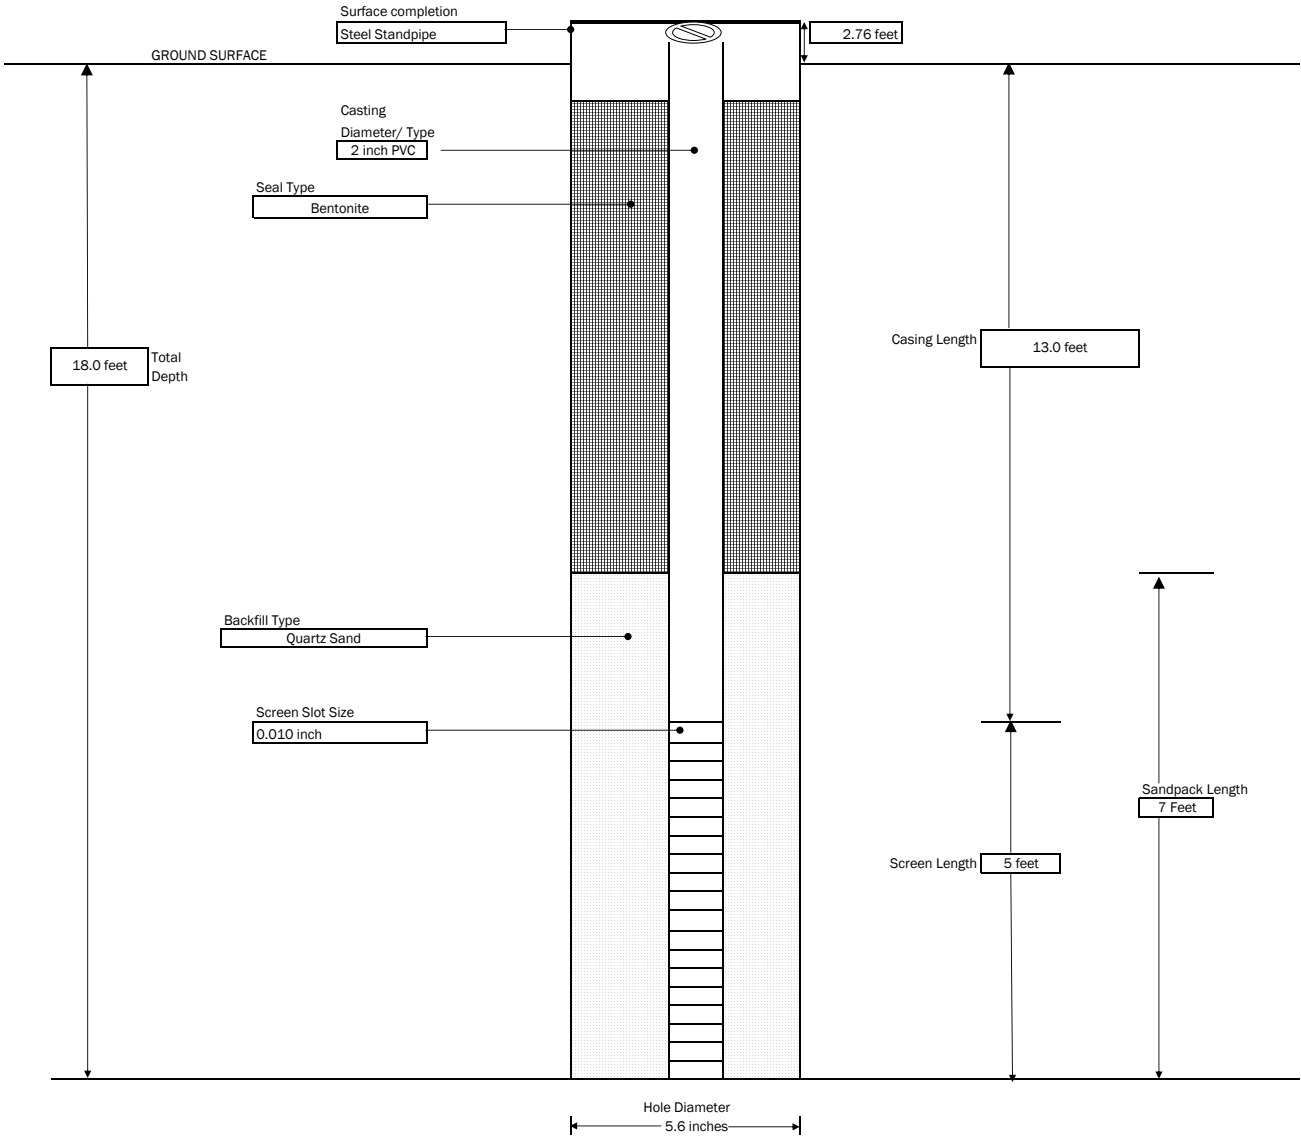 Surface completion
Steel Standpipe
2.76 feet
GROUND SURFACE
Casting
Diameter/ Type
2 inch PVC
Seal Type
Bentonite
Casing Length
13.0 feet
18.0 feet
Total
Depth
Backfill Type
Quartz Sand
Screen Slot Size
0.010 inch
Sandpack Length
7 Feet
Screen Length
5 feet
Hole Diameter
5.6 inches